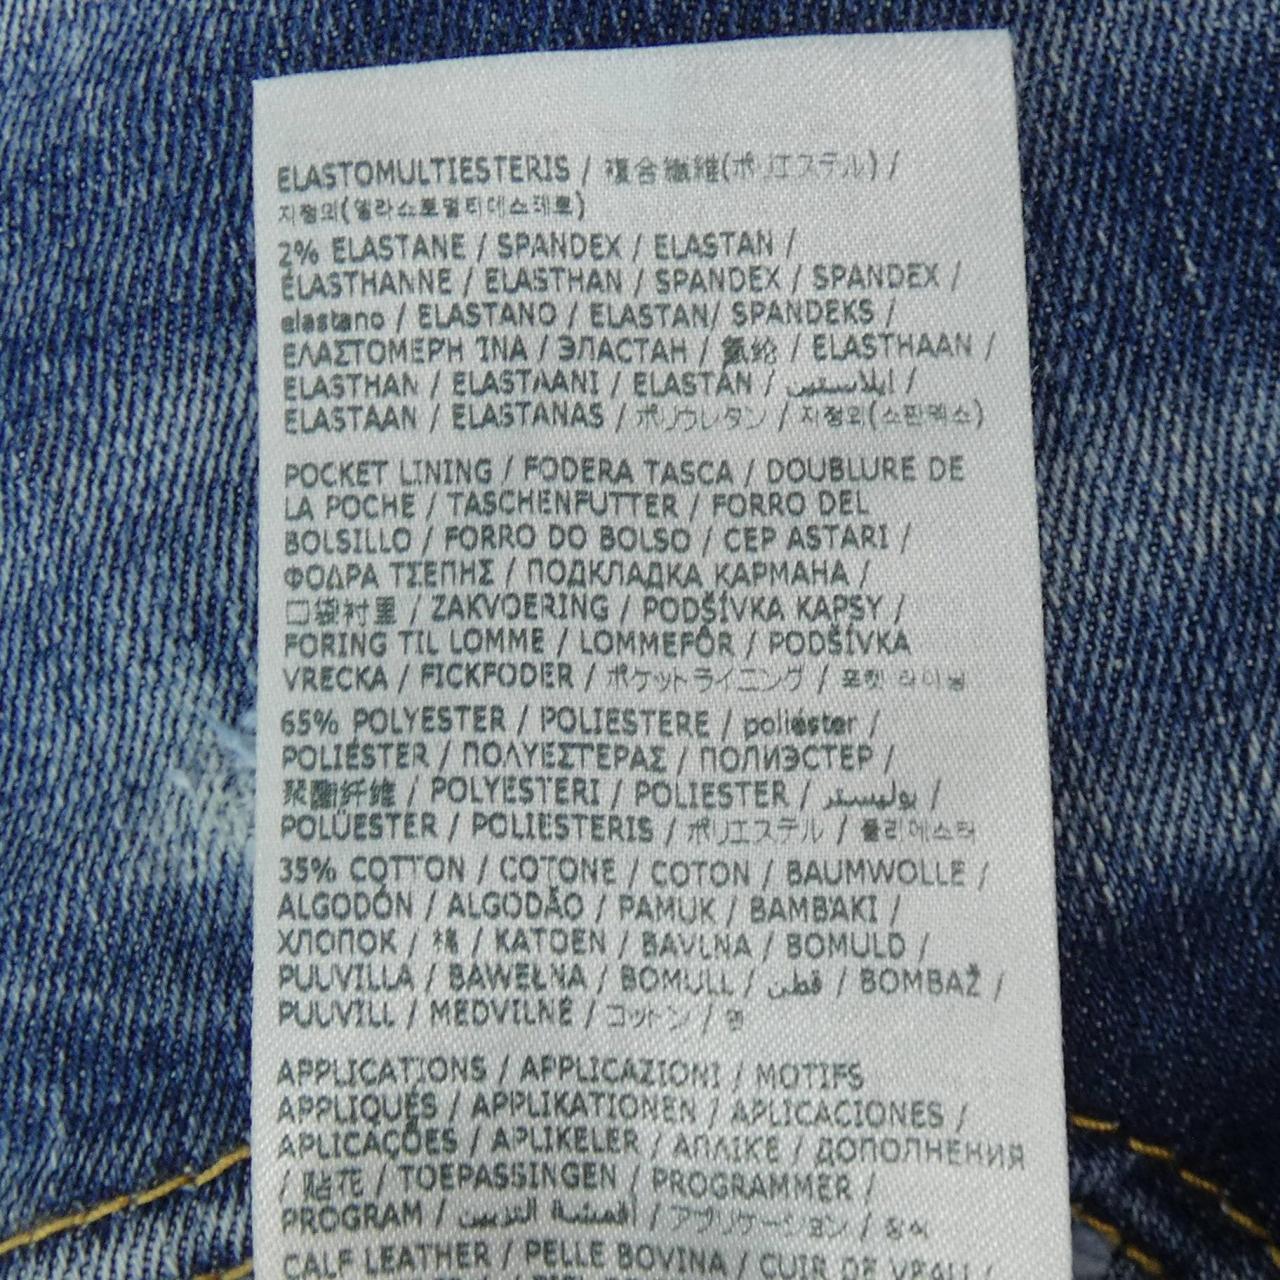 ELASTOMULTIESTERIS / 複合繊維(ポリエステル) /
지정외(엘라스토멀티에스테르)
2% ELASTANE / SPANDEX / ELASTAN /
ÉLASTHANNE / ELASTHAN / SPANDEX / SPANDEX /
elastano / ELASTANO / ELASTAN/ SPANDEKS /
ΕΛΑΣΤΟΜΕΡΉ ΊΝΑ / ЭЛАСТАН / 氨纶 / ELASTHAAN /
ELASTHAN / ELASTAANI / ELASTAN / ايلاستين /
ELASTAAN / ELASTANAS / ポリウレタン / 지정외(스판덱스)
POCKET LINING / FODERA TASCA / DOUBLURE DE
LA POCHE / TASCHENFUTTER / FORRO DEL
BOLSILLO / FORRO DO BOLSO / CEP ASTARI /
ΦΟΔΡΑ ΤΣΕΠΗΣ / ПОДКЛАДКА КАРМАНА /
口袋衬里 / ZAKVOERING / PODŠÍVKA KAPSY /
FORING TIL LOMME / LOMMEFÔR / PODŠÍVKA
VRECKA / FICKFODER / ポケットライニング / 포켓 라이닝
65% POLYESTER / POLIESTERE / poliéster /
POLIÉSTER / ΠΟΛΥΕΣΤΕΡΑΣ / ПОЛИЭСТЕР /
聚酯纤维 / POLYESTERI / POLIESTER / بوليستر /
POLÜESTER / POLIESTERIS / ポリエステル / 폴리에스터
35% COTTON / COTONE / COTON / BAUMWOLLE /
ALGODÓN / ALGODÃO / PAMUK / BAMBAKI /
ХЛОПОК / 棉 / KATOEN / BAVLNA / BOMULD /
PUUVILLA / BAWEŁNA / BOMULL / قطن / BOMBAŽ /
PUUVILL / MEDVILNĖ / コットン / 면
APPLICATIONS / APPLICAZIONI / MOTIFS
APPLIQUÉS / APPLIKATIONEN / APLICACIONES /
APLICAÇÕES / APLIKELER / ΑΠΛΙΚΕ / ДОПОЛНЕНИЯ
/ 贴花 / TOEPASSINGEN / PROGRAMMER /
PROGRAM / أقمشة التزيين / アプリケーション / 장식
CALF LEATHER / PELLE BOVINA / CUIR DE VEAU /